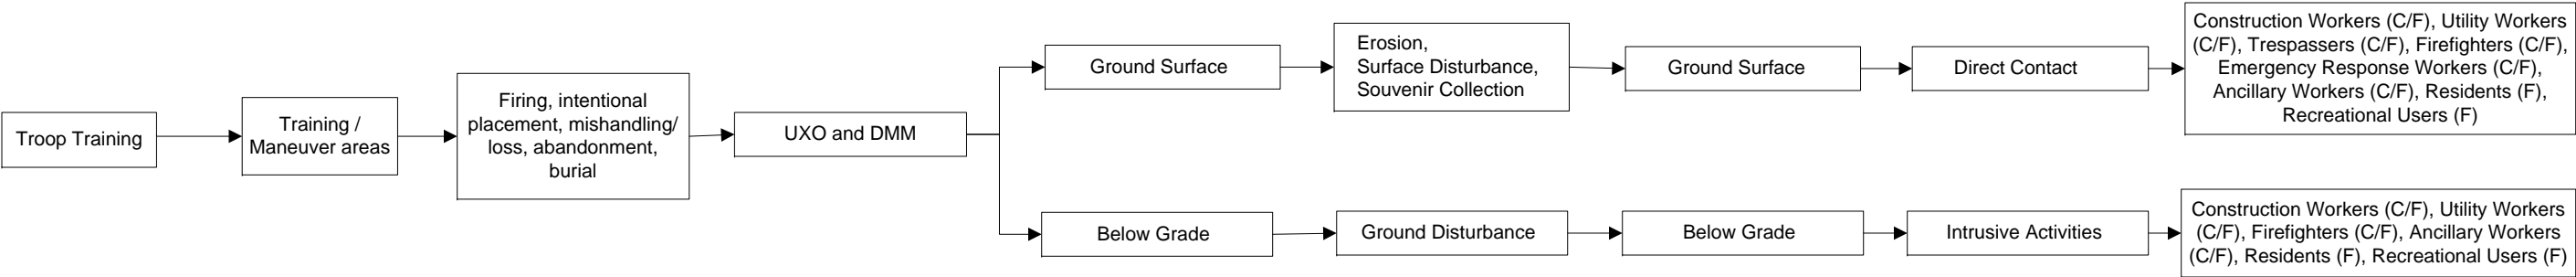 Troop Training
Training /
Maneuver areas
Firing, intentional
placement, mishandling/
loss, abandonment,
burial
UXO and DMM
Ground Surface
Erosion,
Surface Disturbance,
Souvenir Collection
Ground Surface
Direct Contact
Construction Workers (C/F), Utility Workers
(C/F), Trespassers (C/F), Firefighters (C/F),
Emergency Response Workers (C/F),
Ancillary Workers (C/F), Residents (F),
Recreational Users (F)
Below Grade
Ground Disturbance
Below Grade
Intrusive Activities
Construction Workers (C/F), Utility Workers
(C/F), Firefighters (C/F), Ancillary Workers
(C/F), Residents (F), Recreational Users (F)